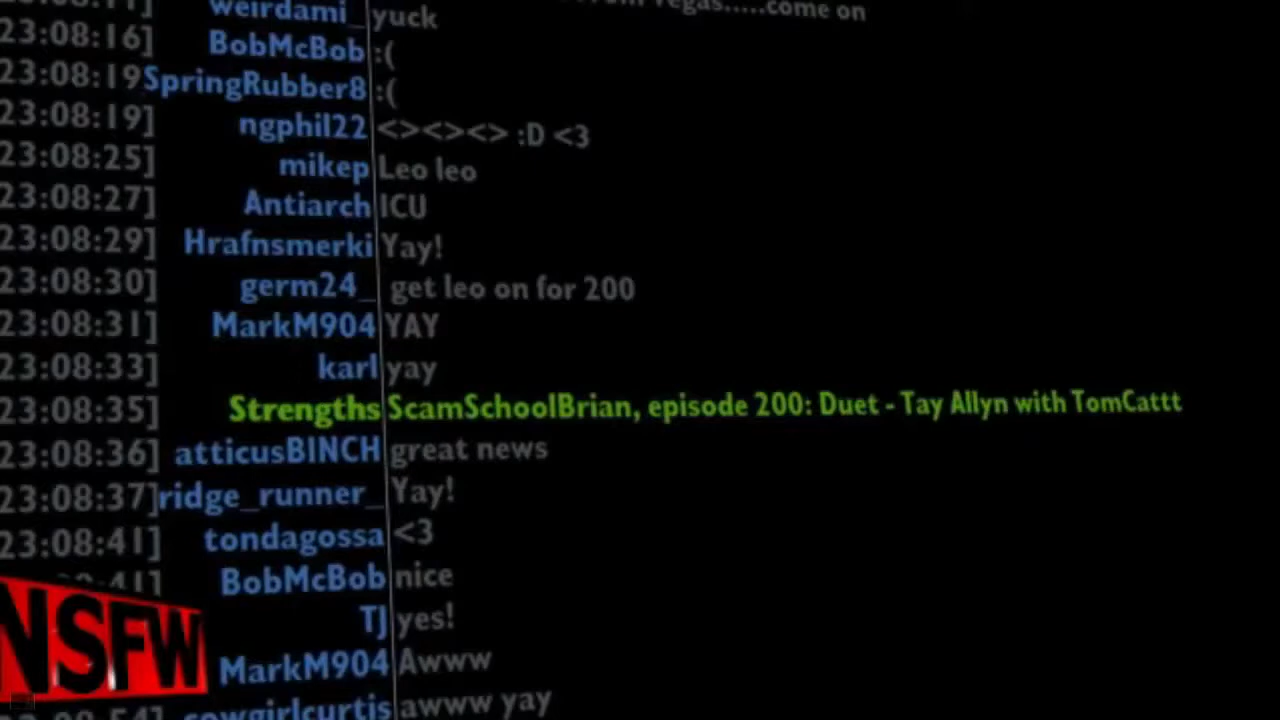 weirdami_ yuck
[23:08:16] BobMcBob :(
[23:08:19 SpringRubber8 :(
[23:08:19] ngphil22 <><><> :D <3
[23:08:25] mikep Leo leo
[23:08:27] Antiarch ICU
[23:08:29] Hrafnsmerki Yay!
[23:08:30] germ24_ get leo on for 200
[23:08:31] MarkM904 YAY
[23:08:33] karl yay
[23:08:35] Strengths ScamSchoolBrian, episode 200: Duet - Tay Allyn with TomCattt
[23:08:36] atticusBINCH great news
[23:08:37]ridge_runner_ Yay!
[23:08:41] tondagossa <3
BobMcBob nice
TJ yes!
MarkM904 Awww
cowgirlcurtis awww yay
NSFW